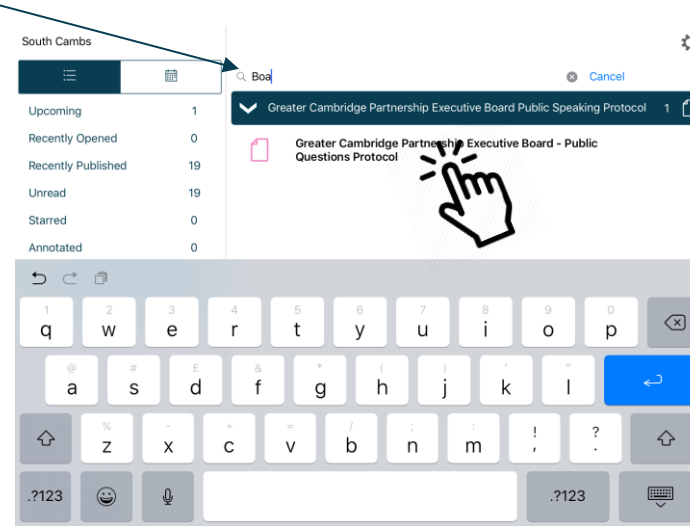 South Cambs
Boa
Cancel
Greater Cambridge Partnership Executive Board Public Speaking Protocol 1
Greater Cambridge Partnership Executive Board - Public
Questions Protocol
Upcoming 1
Recently Opened 0
Recently Published 19
Unread 19
Starred 0
Annotated 0
1 2 3 4 5 6 7 8 9 0
q w e r t y u i o p
@ # £ & * ( ) ' "
a s d f g h j k l
% - + = / ; : ! ?
z x c v b n m , .
.?123 .?123